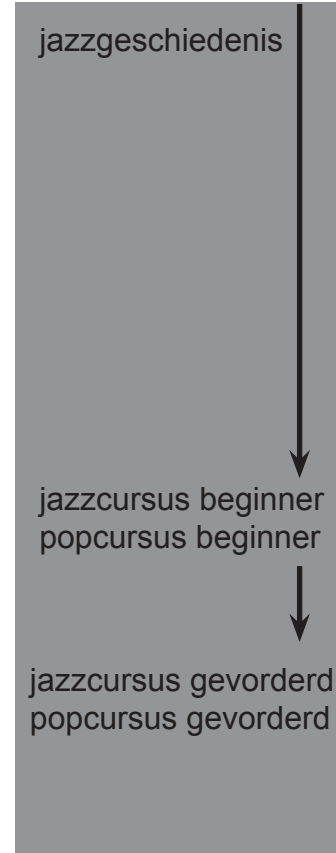 jazzgeschiedenis
jazzcursus beginner
popcursus beginner
jazzcursus gevorderd
popcursus gevorderd